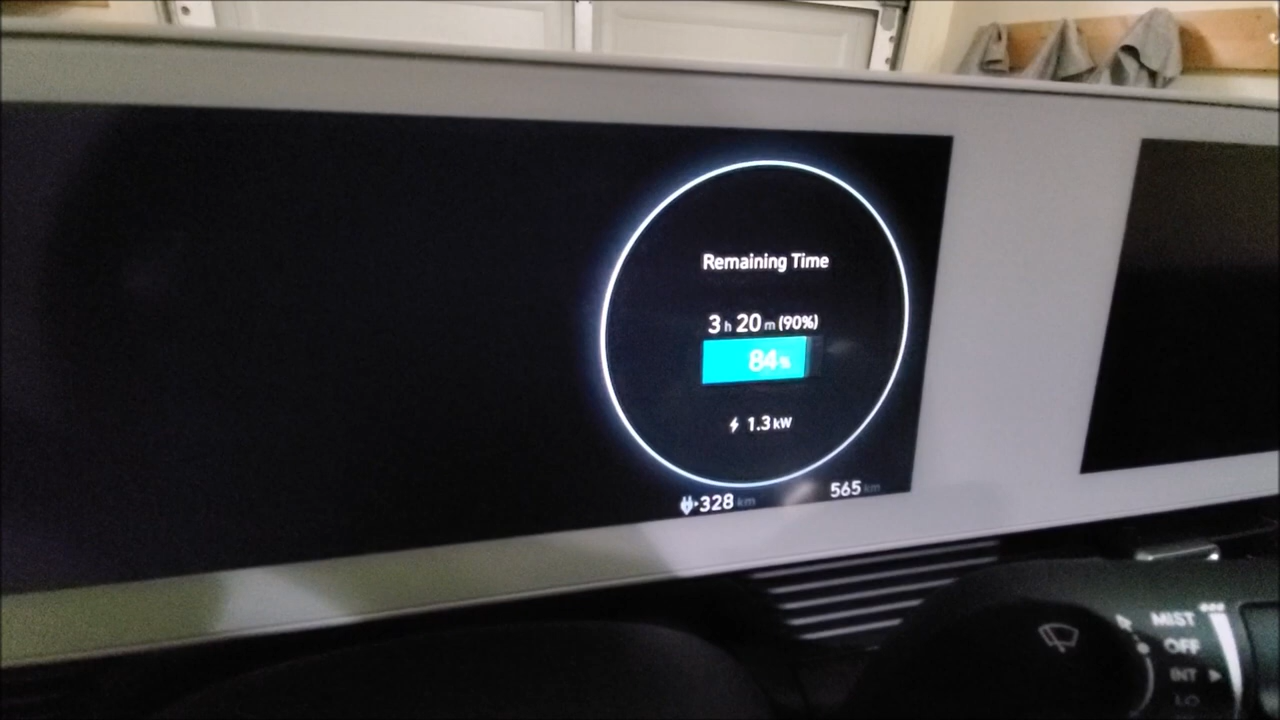 Remaining Time
3 h 20 m (90%)
84%
1.3 kW
328 km
565 km
MIST
OFF
INT
LO